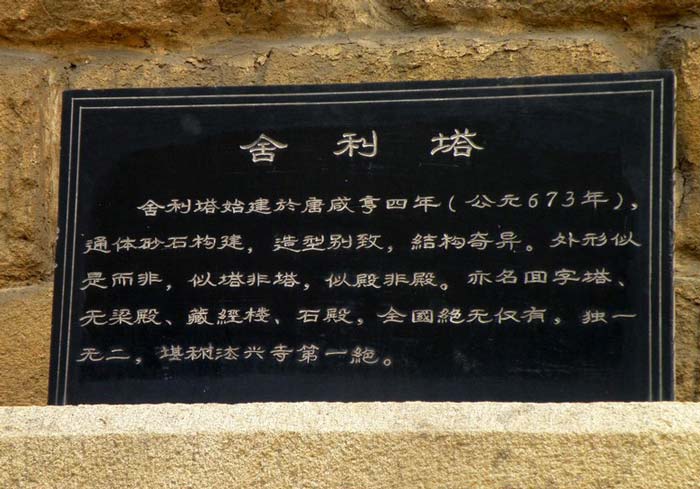 舍利塔
舍利塔始建於唐咸亨四年(公元673年),
通体砂石构建，造型别致，結构奇异。外形似
是而非，似塔非塔，似殿非殿。亦名回字塔、
无梁殿、藏經楼、石殿，全國絕无仅有，独一
无二，堪称法兴寺第一絕。